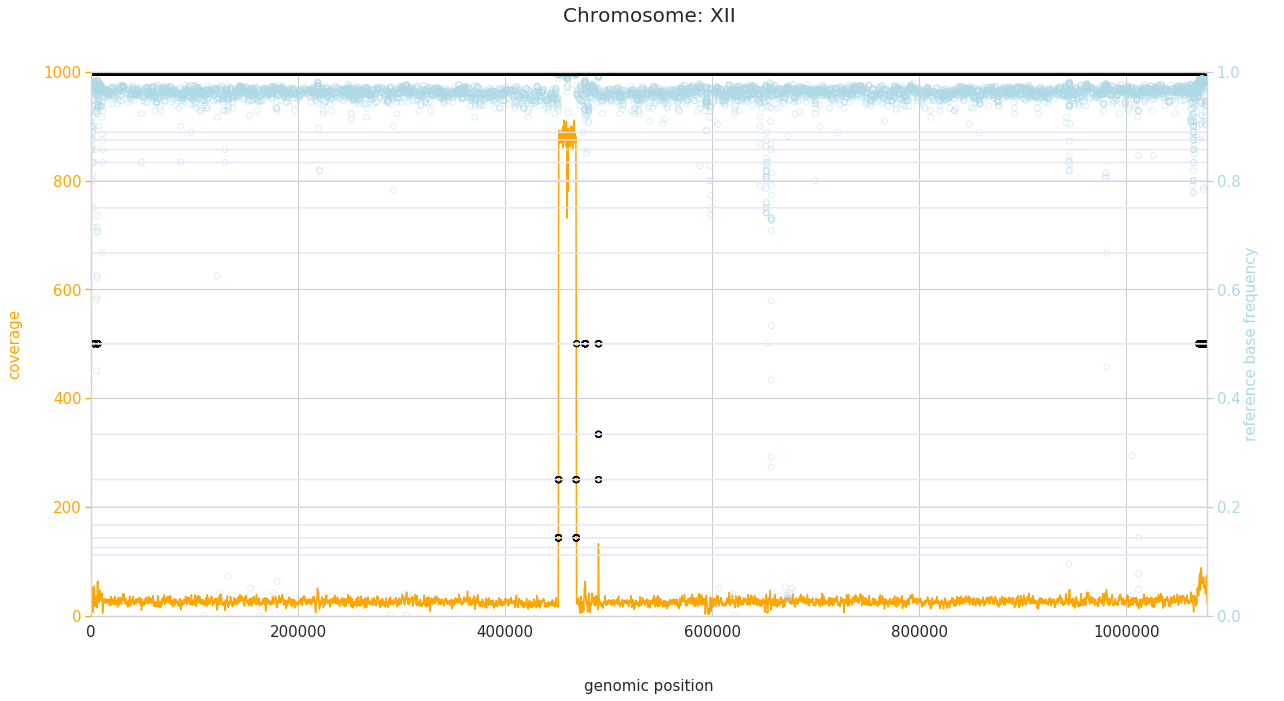 Chromosome: XII
1000
800
600
400
200
0
coverage
1.0
0.8
0.6
0.4
0.2
0.0
reference base frequency
0 200000 400000 600000 800000 1000000
genomic position